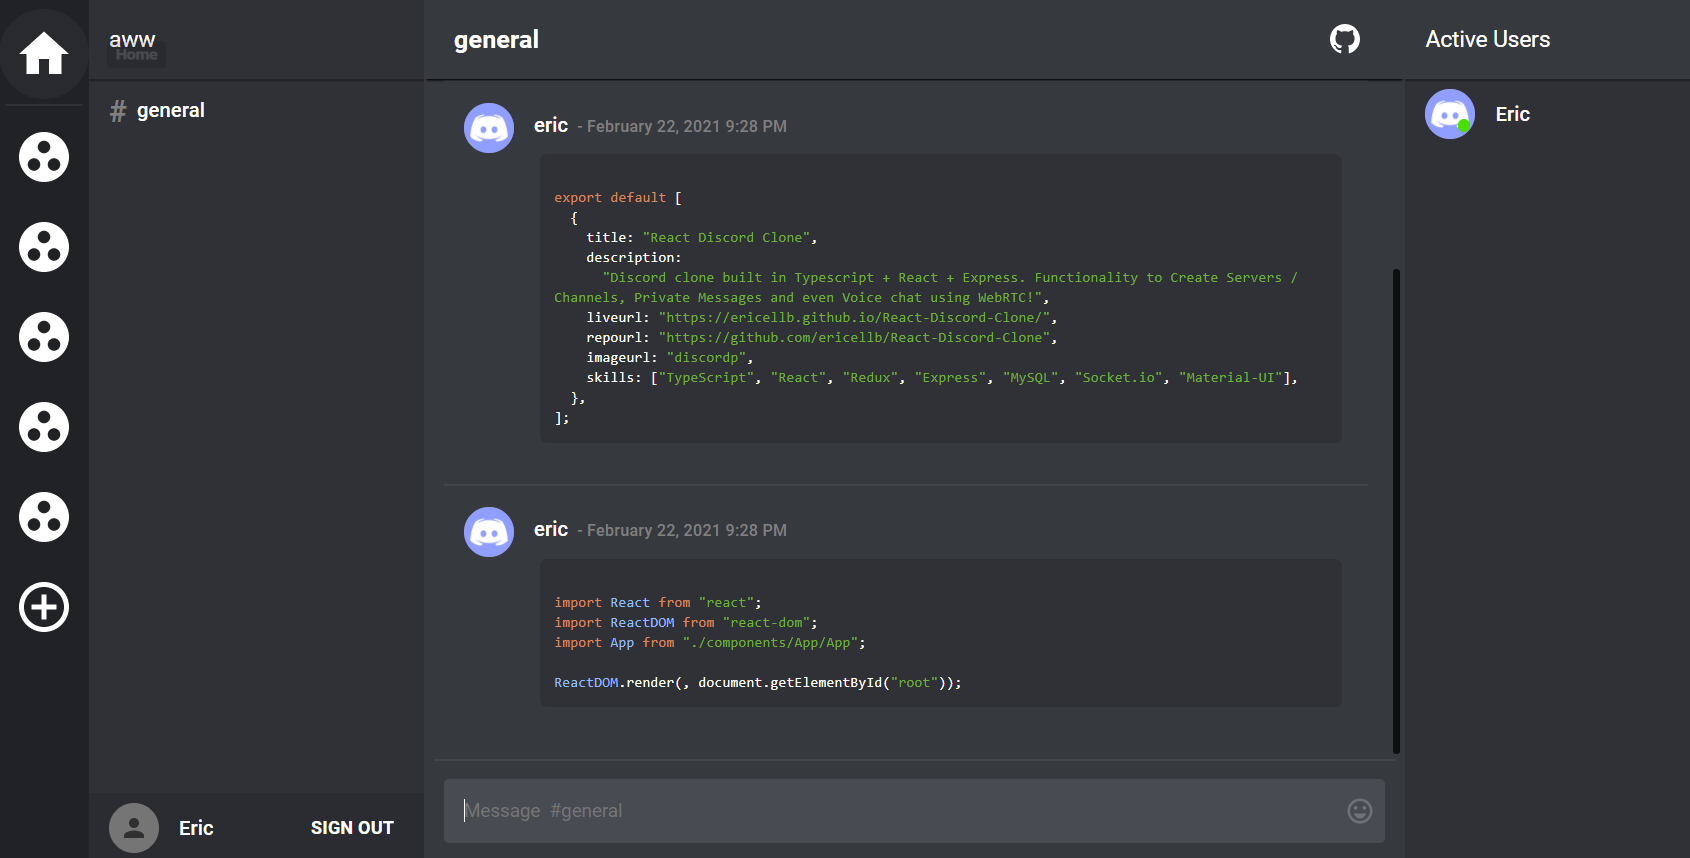 aww
Home
# general
Eric
SIGN OUT
general
eric - February 22, 2021 9:28 PM
export default [
{
title: "React Discord Clone",
description:
"Discord clone built in Typescript + React + Express. Functionality to Create Servers /
Channels, Private Messages and even Voice chat using WebRTC!",
liveurl: "https://ericellb.github.io/React-Discord-Clone/",
repourl: "https://github.com/ericellb/React-Discord-Clone",
imageurl: "discordp",
skills: ["TypeScript", "React", "Redux", "Express", "MySQL", "Socket.io", "Material-UI"],
},
];
eric - February 22, 2021 9:28 PM
import React from "react";
import ReactDOM from "react-dom";
import App from "./components/App/App";
ReactDOM.render(, document.getElementById("root"));
Message #general
Active Users
Eric